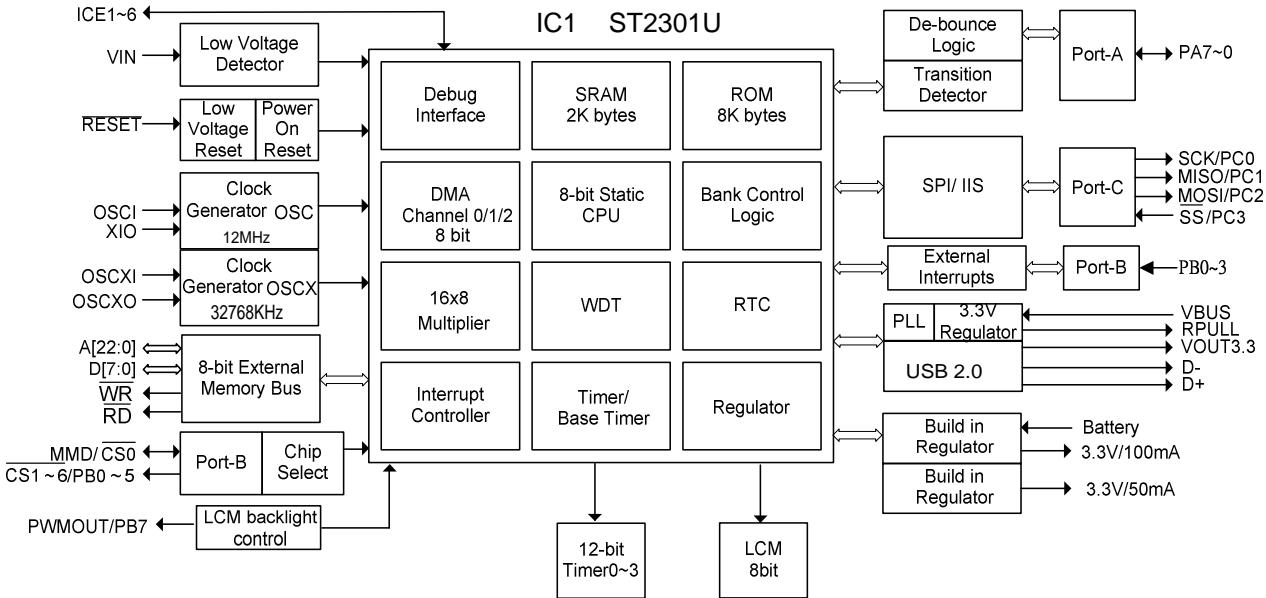 IC1 ST2301U
ICE1~6
VIN
Low Voltage
Detector
RESET
Low
Voltage
Reset
Power
On
Reset
OSCI
XIO
Clock
Generator OSC
12MHz
OSCXI
OSCXO
Clock
Generator OSCX
32768KHz
A[22:0]
D[7:0]
WR
RD
8-bit External
Memory Bus
MMD/CS0
CS1~6/PB0~5
Port-B
Chip
Select
PWMOUT/PB7
LCM backlight
control
Debug
Interface
SRAM
2K bytes
ROM
8K bytes
DMA
Channel 0/1/2
8 bit
8-bit Static
CPU
Bank Control
Logic
16x8
Multiplier
WDT
RTC
Interrupt
Controller
Timer/
Base Timer
Regulator
12-bit
Timer0~3
LCM
8bit
De-bounce
Logic
Transition
Detector
Port-A
PA7~0
SPI/ IIS
Port-C
SCK/PC0
MISO/PC1
MOSI/PC2
SS/PC3
External
Interrupts
Port-B
PB0~3
PLL
3.3V
Regulator
USB 2.0
VBUS
RPULL
VOUT3.3
D-
D+
Build in
Regulator
Battery
3.3V/100mA
Build in
Regulator
3.3V/50mA